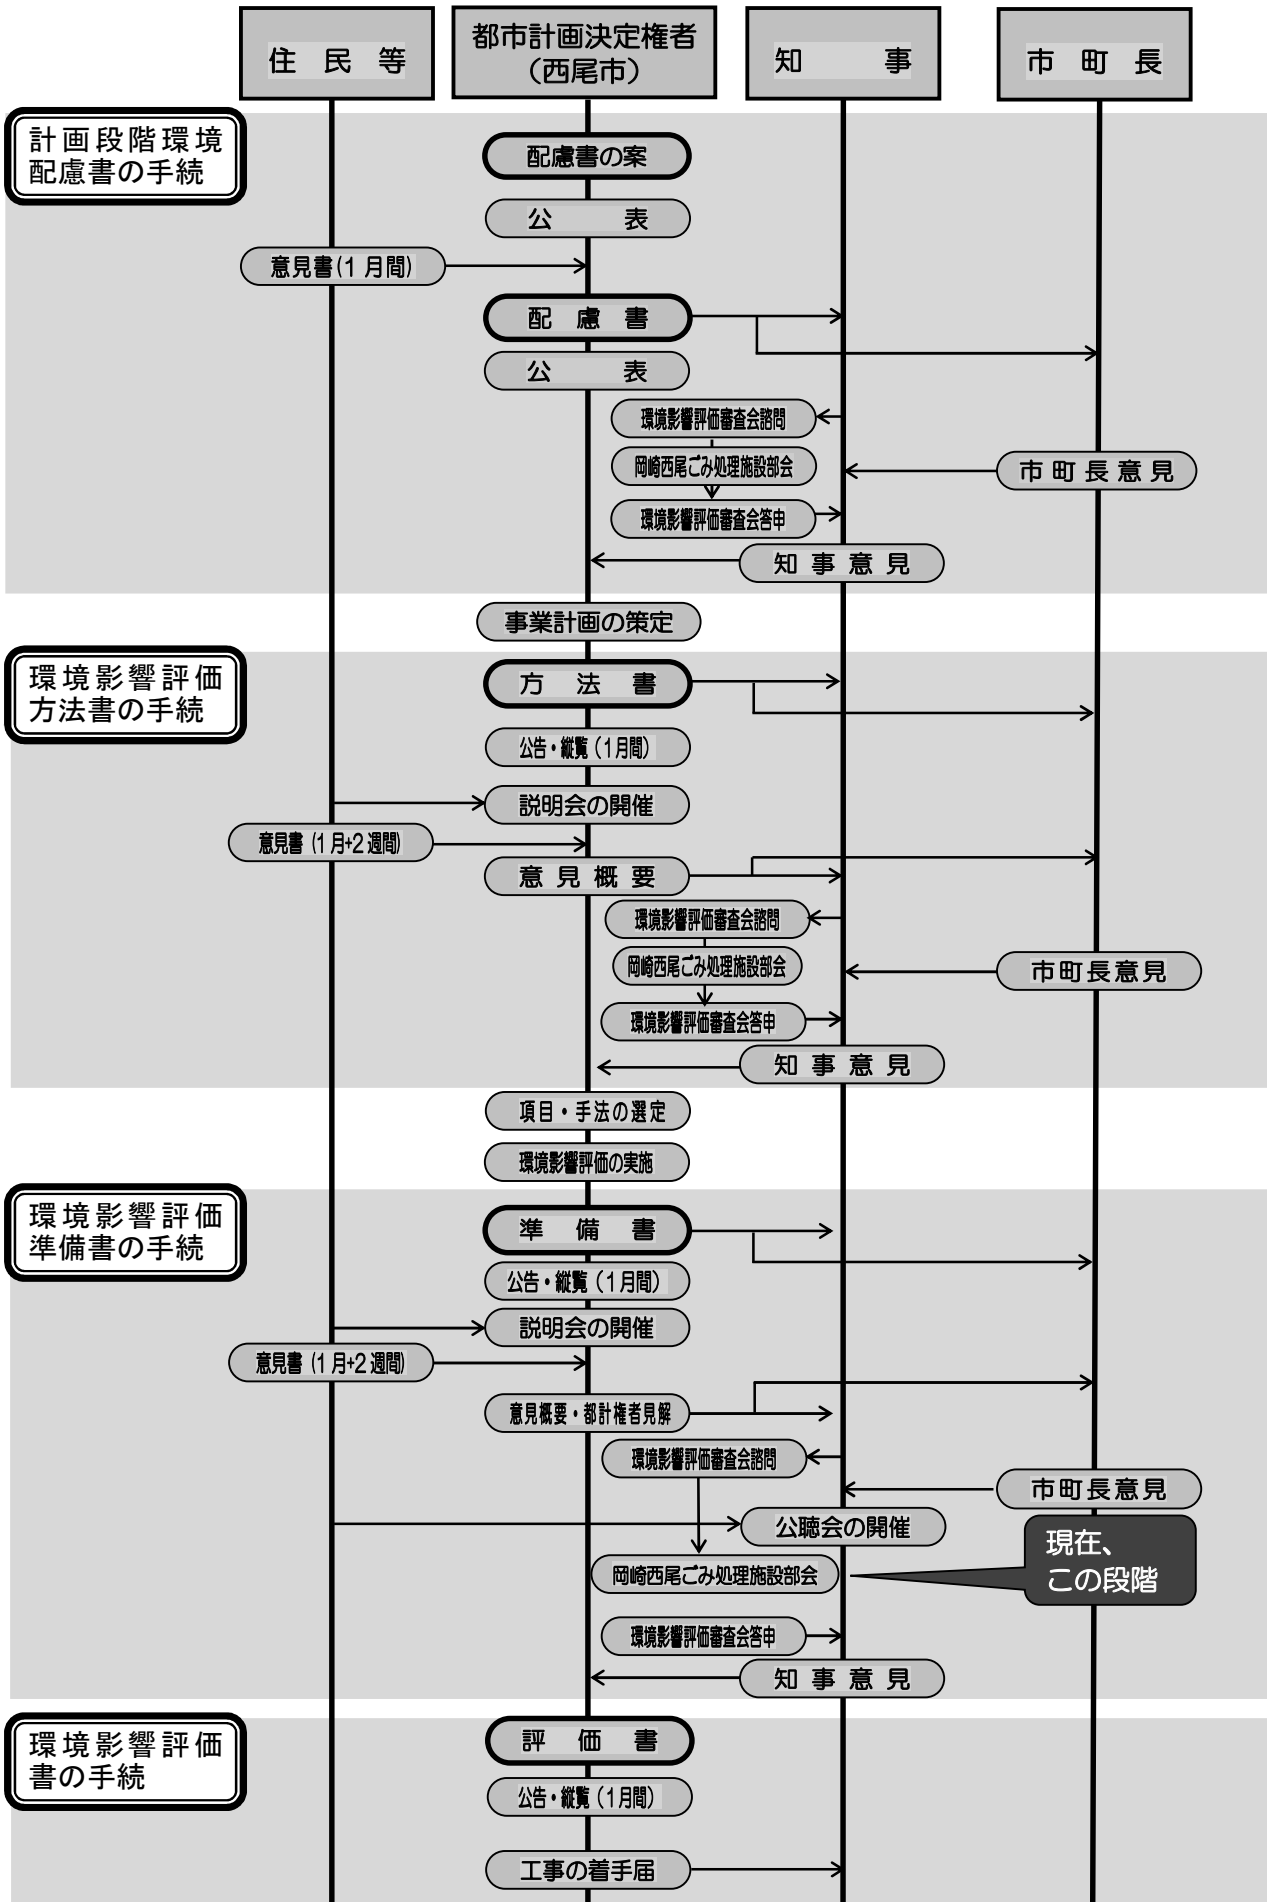 住民等
都市計画決定権者
（西尾市）
知事
市町長
計画段階環境
配慮書の手続
配慮書の案
公表
意見書(1月間)
配慮書
公表
環境影響評価審査会諮問
岡崎西尾ごみ処理施設部会
市町長意見
環境影響評価審査会答申
知事意見
事業計画の策定
環境影響評価
方法書の手続
方法書
公告・縦覧（1月間）
説明会の開催
意見書（1月+2週間）
意見概要
環境影響評価審査会諮問
岡崎西尾ごみ処理施設部会
市町長意見
環境影響評価審査会答申
知事意見
項目・手法の選定
環境影響評価の実施
環境影響評価
準備書の手続
準備書
公告・縦覧（1月間）
説明会の開催
意見書（1月+2週間）
意見概要・都計権者見解
環境影響評価審査会諮問
市町長意見
公聴会の開催
現在、
この段階
岡崎西尾ごみ処理施設部会
環境影響評価審査会答申
知事意見
環境影響評価
書の手続
評価書
公告・縦覧（1月間）
工事の着手届